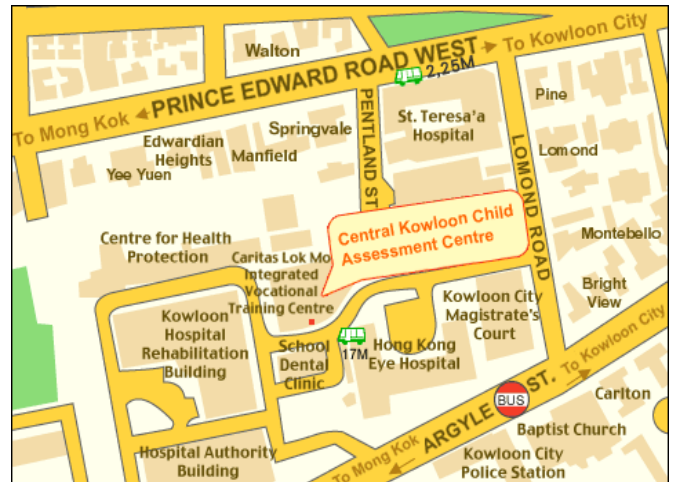 Walton
To Kowloon City
PRINCE EDWARD ROAD WEST
2,25M
To Mong Kok
PENTLAND ST
Pine
St. Teresa'a
Hospital
Springvale
Edwardian
Heights
Manfield
Yee Yuen
LOMOND ROAD
Lomond
Central Kowloon Child
Assessment Centre
Montebello
Centre for Health
Protection
Caritas Lok Mo
Integrated
Vocational
Training Centre
Bright
View
Kowloon City
Magistrate's
Court
Kowloon
Hospital
Rehabilitation
Building
School
Dental
Clinic
17M
Hong Kong
Eye Hospital
To Kowloon City
ARGYLE ST.
BUS
Carlton
Baptist Church
To Mong Kok
Hospital Authority
Building
Kowloon City
Police Station